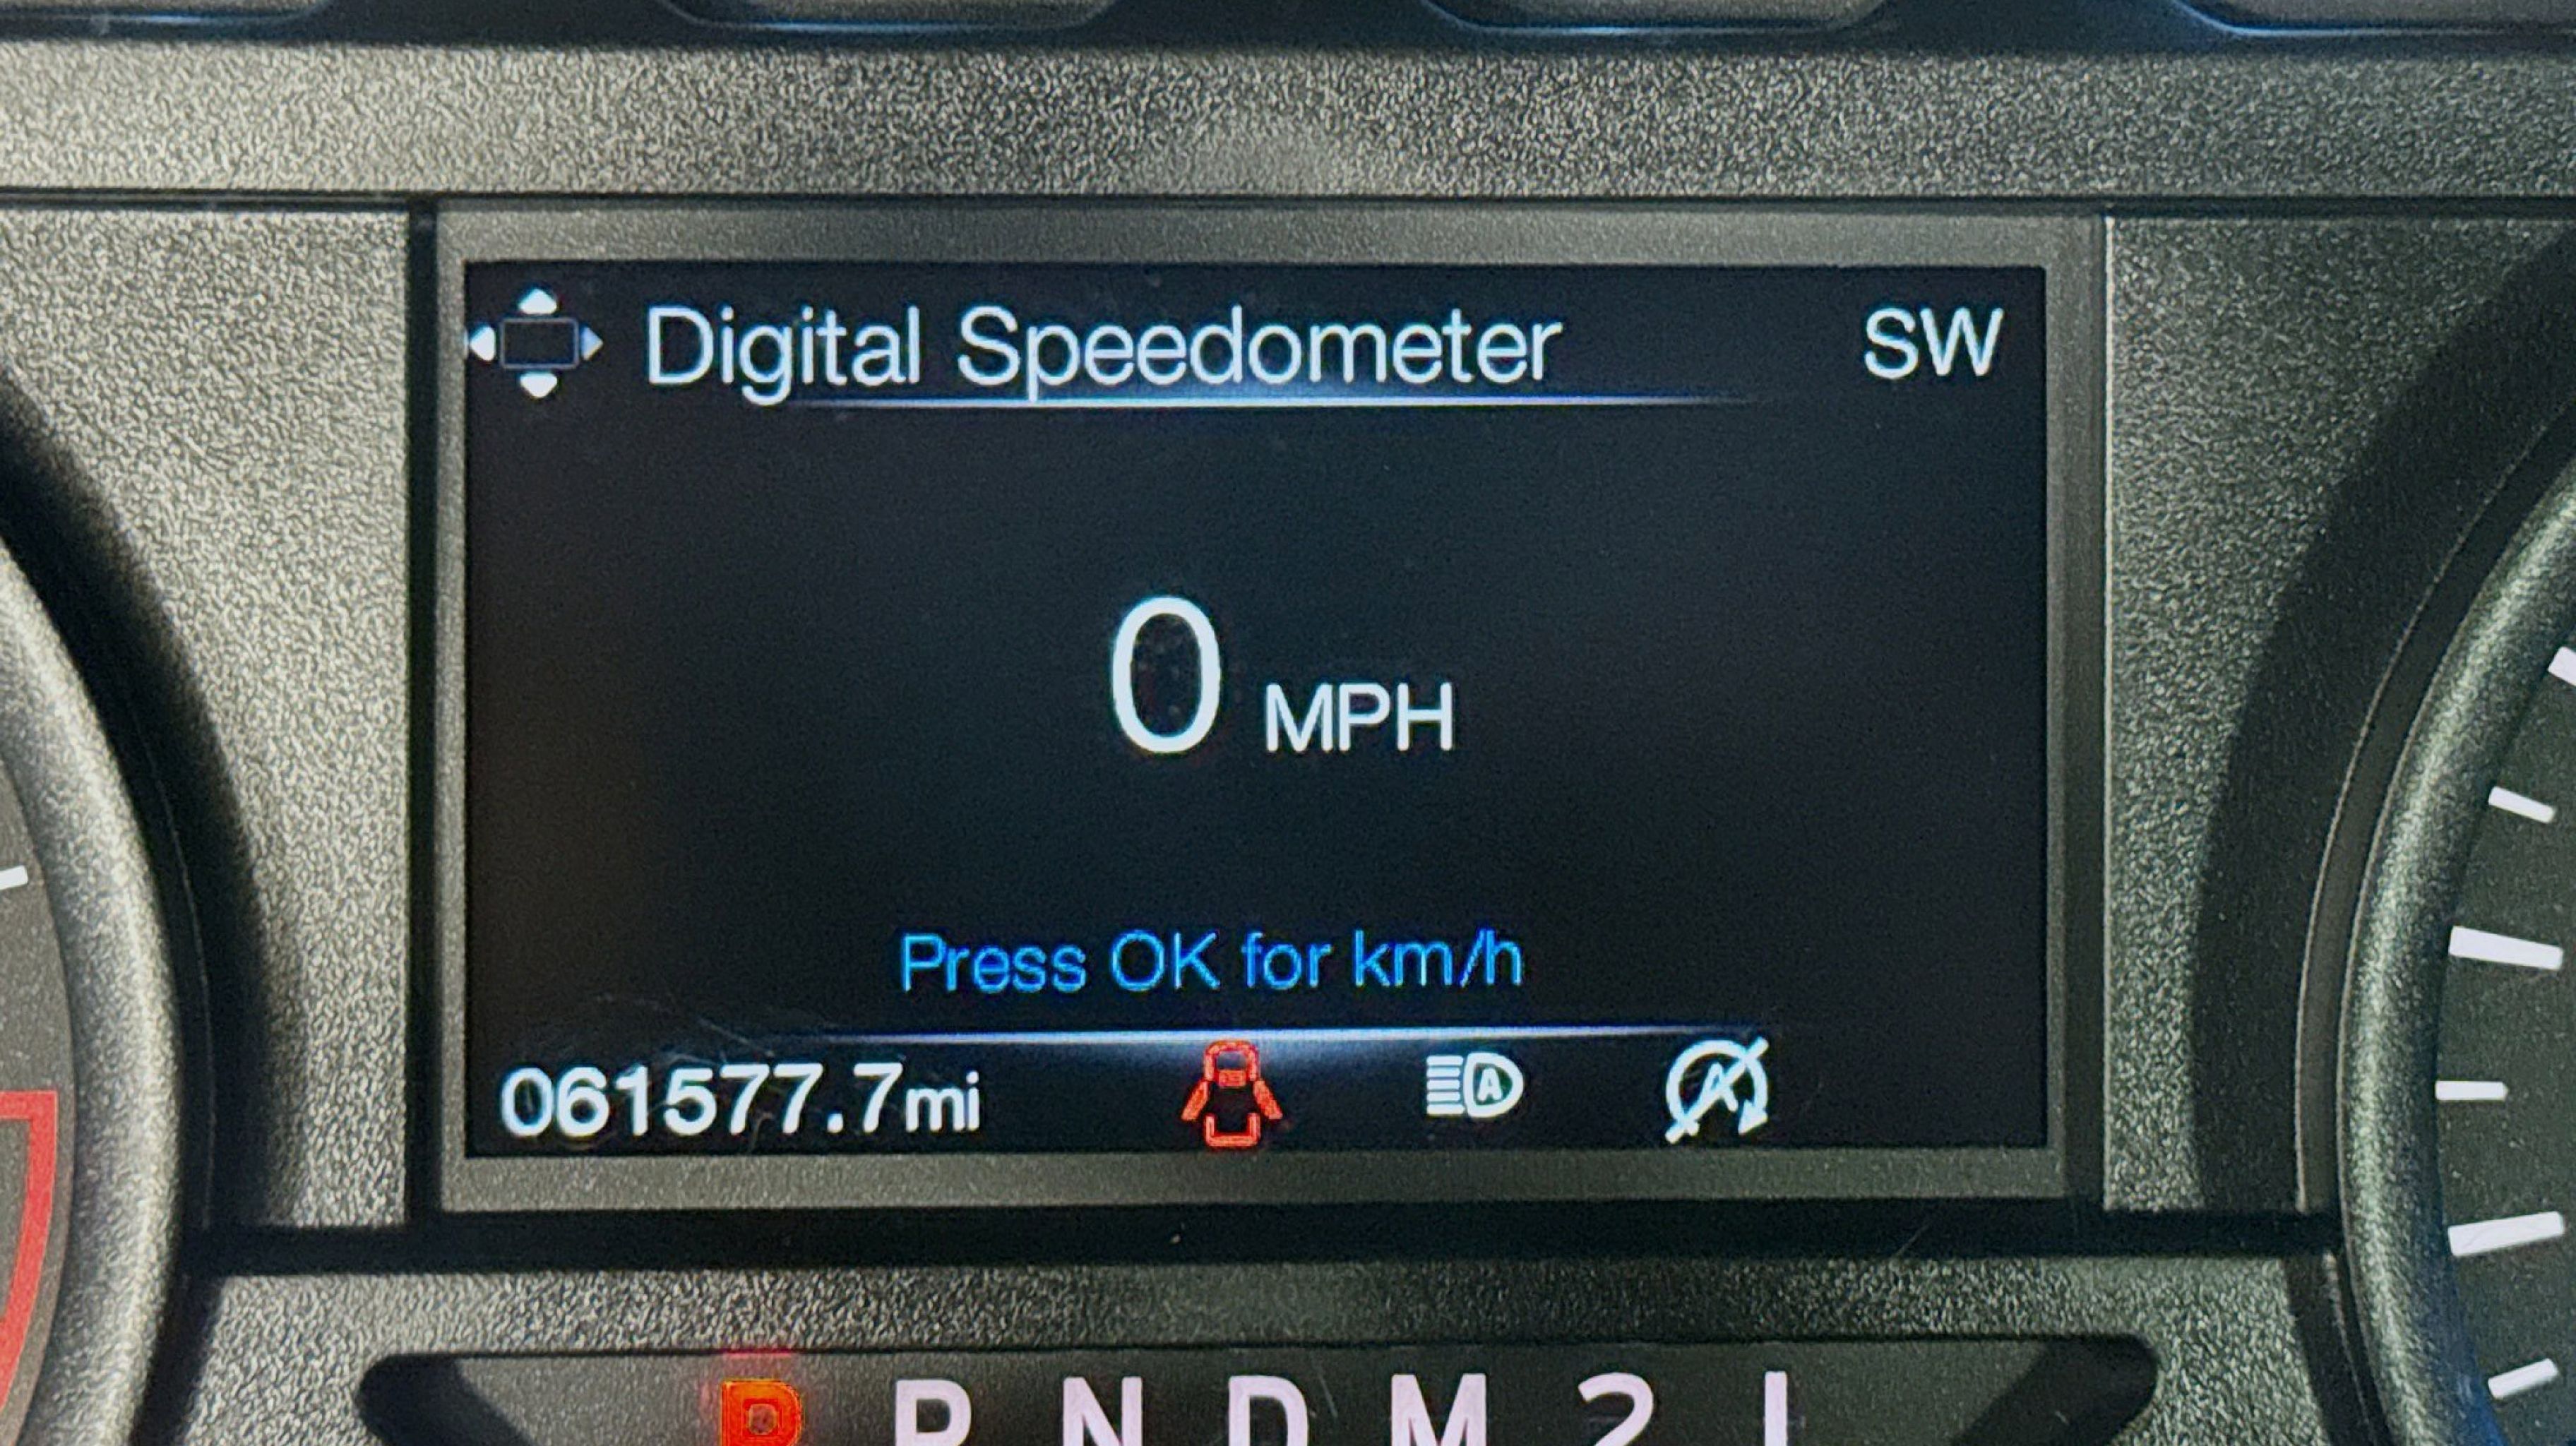 Digital Speedometer SW
0 MPH
Press OK for km/h
061577.7mi
P R N D M 2 1